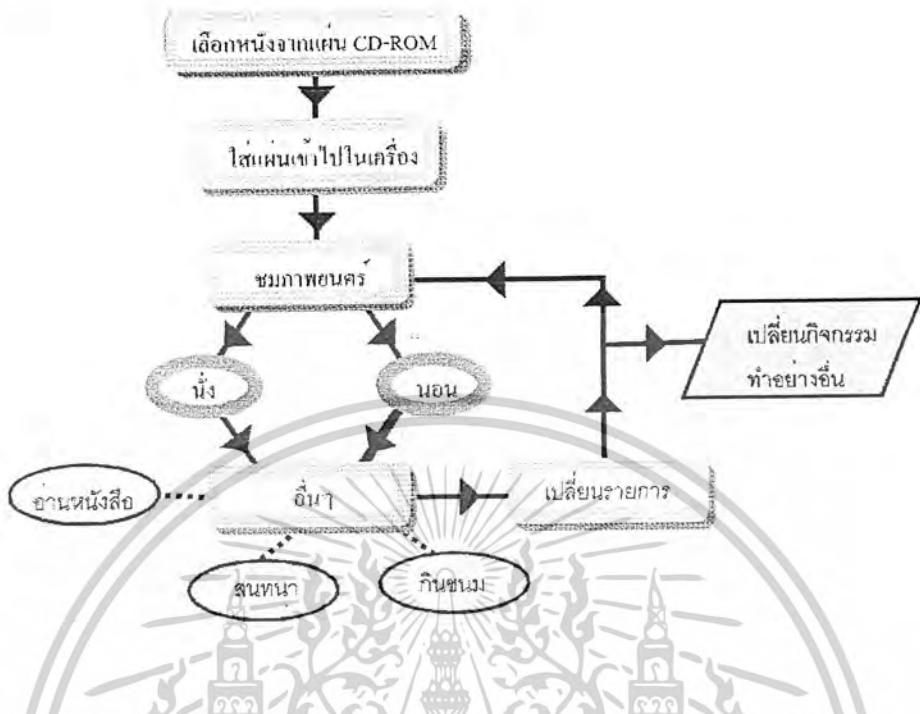 เลือกหนังจากแผ่น CD-ROM
ใส่แผ่นเข้าไปในเครื่อง
ชมภาพยนตร์
เปลี่ยนกิจกรรม
ทำอย่างอื่น
นั่ง
นอน
อ่านหนังสือ
อื่นๆ
เปลี่ยนรายการ
สนทนา
กินขนม